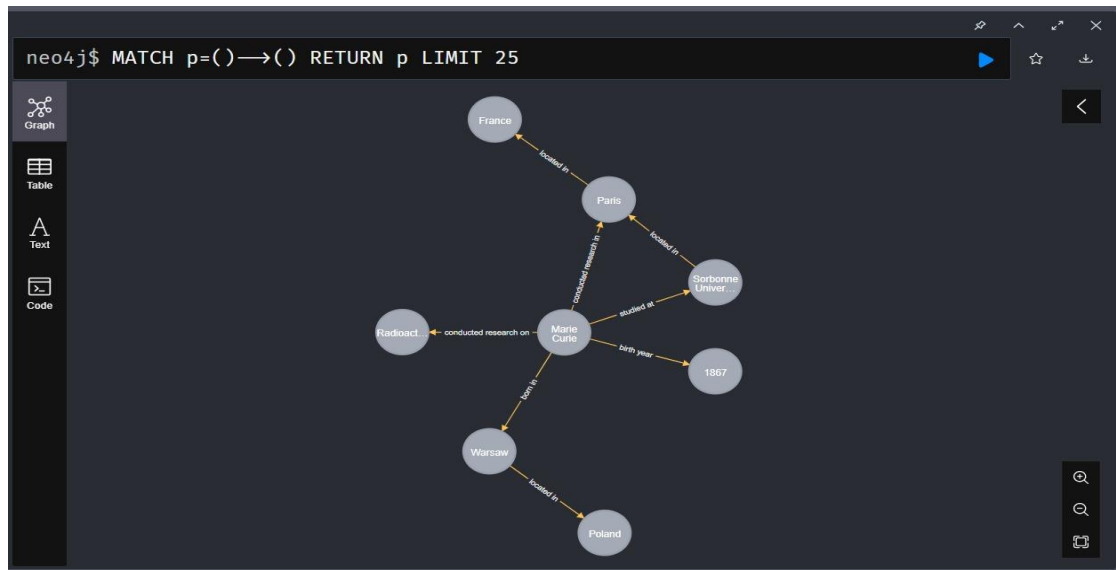 neo4j$ MATCH p=()⟶() RETURN p LIMIT 25
Graph
Table
Text
Code
France
located in
Paris
conducted research in
located in
Sorbonne
Univer...
studied at
Radioact...
conducted research on
Marie
Curie
birth year
1867
born in
Warsaw
located in
Poland